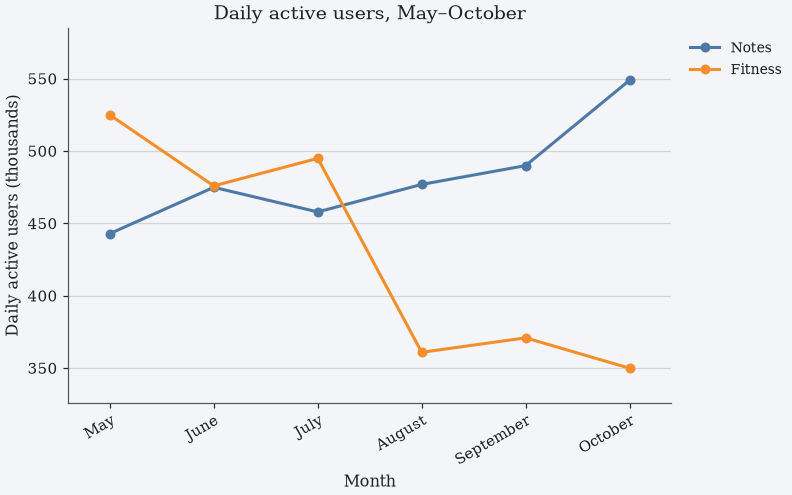 Daily active users, May–October
Notes
Fitness
Daily active users (thousands)
550
500
450
400
350
May
June
July
August
September
October
Month